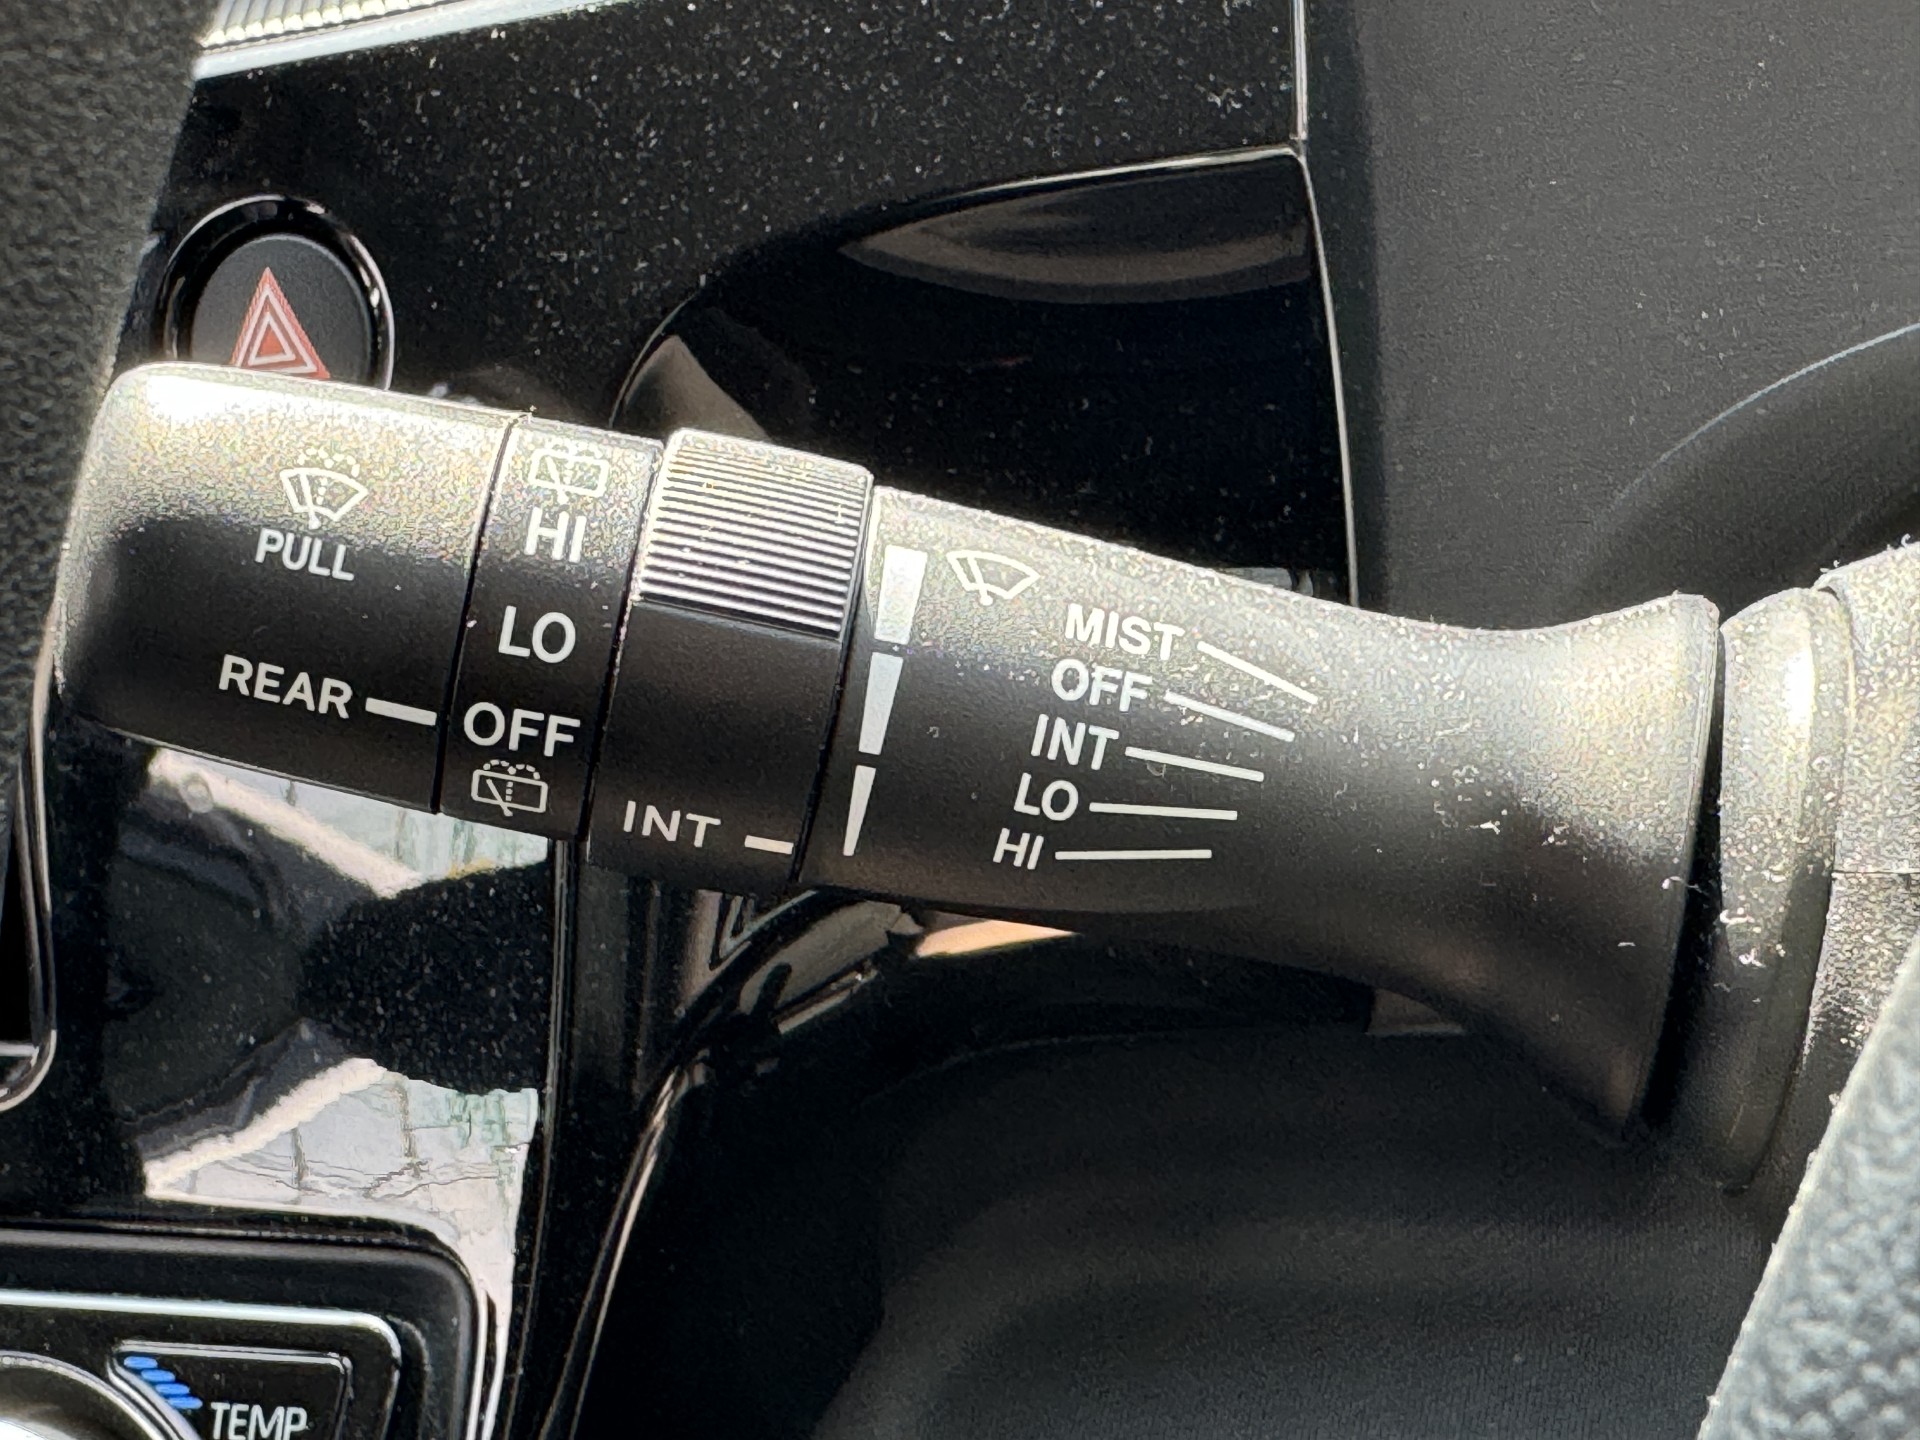 PULL
REAR
HI
LO
OFF
INT
MIST
OFF
INT
LO
HI
TEMP